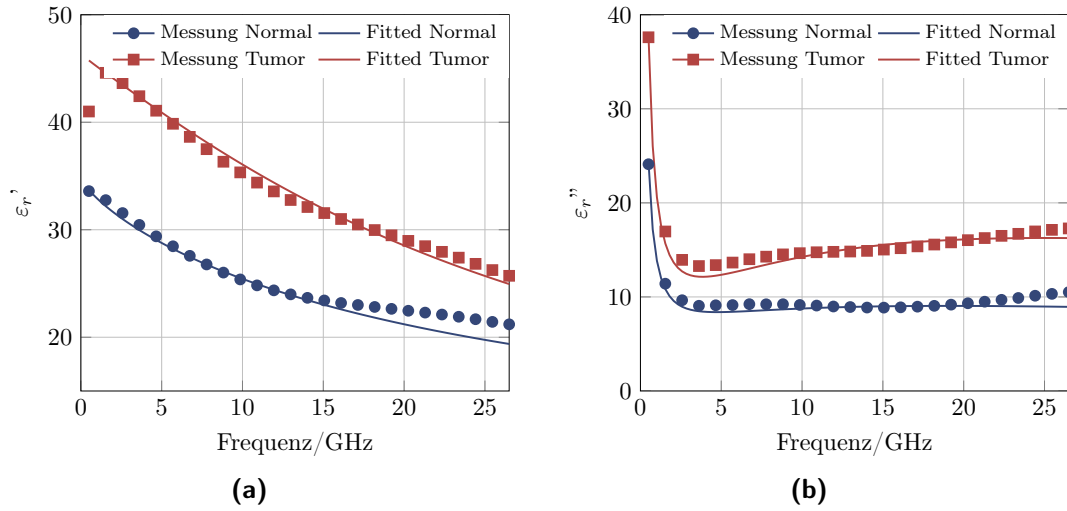 50
40
30
20
0
5
10
15
20
25
εr'
Frequenz/GHz
Messung Normal
Fitted Normal
Messung Tumor
Fitted Tumor
(a)
40
30
20
10
0
0
5
10
15
20
25
εr"
Frequenz/GHz
Messung Normal
Fitted Normal
Messung Tumor
Fitted Tumor
(b)